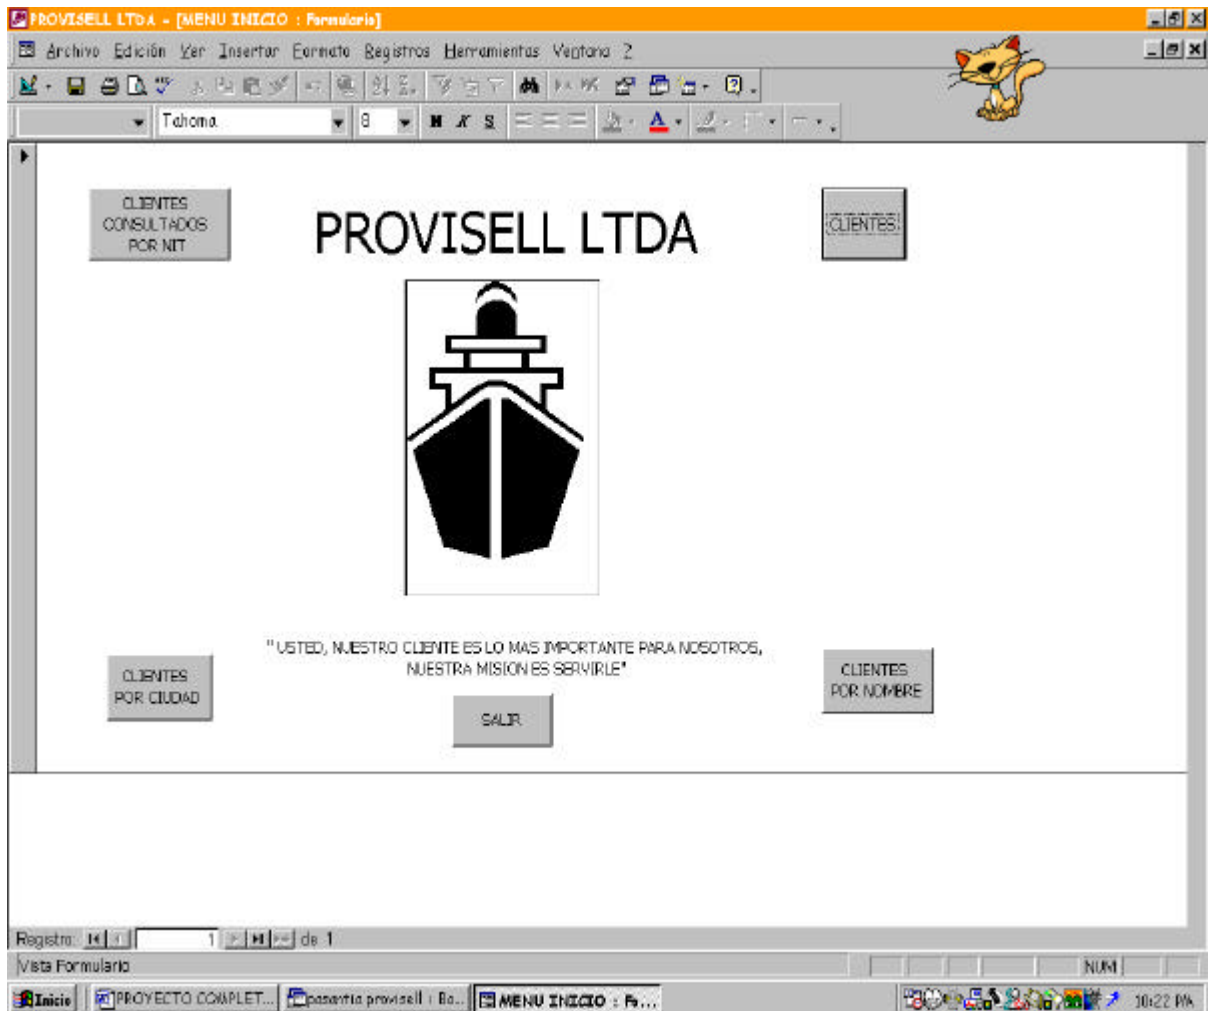 PROVISELL LTDA - [MENU INICIO : Formulario]
Archivo Edición Ver Insertar Formato Registros Herramientas Ventana ?
Tahoma 8 N K S
CLIENTES
CONSULTADOS
POR NIT
PROVISELL LTDA
CLIENTES
"USTED, NUESTRO CLIENTE ES LO MAS IMPORTANTE PARA NOSOTROS,
NUESTRA MISION ES SERVIRLE"
CLIENTES
POR CIUDAD
SALIR
CLIENTES
POR NOMBRE
Registro: 1 de 1
Vista Formulario NUM
Inicio PROYECTO COMPLET... pasantia provisell : Ba... MENU INICIO : Fo... 10:22 PM